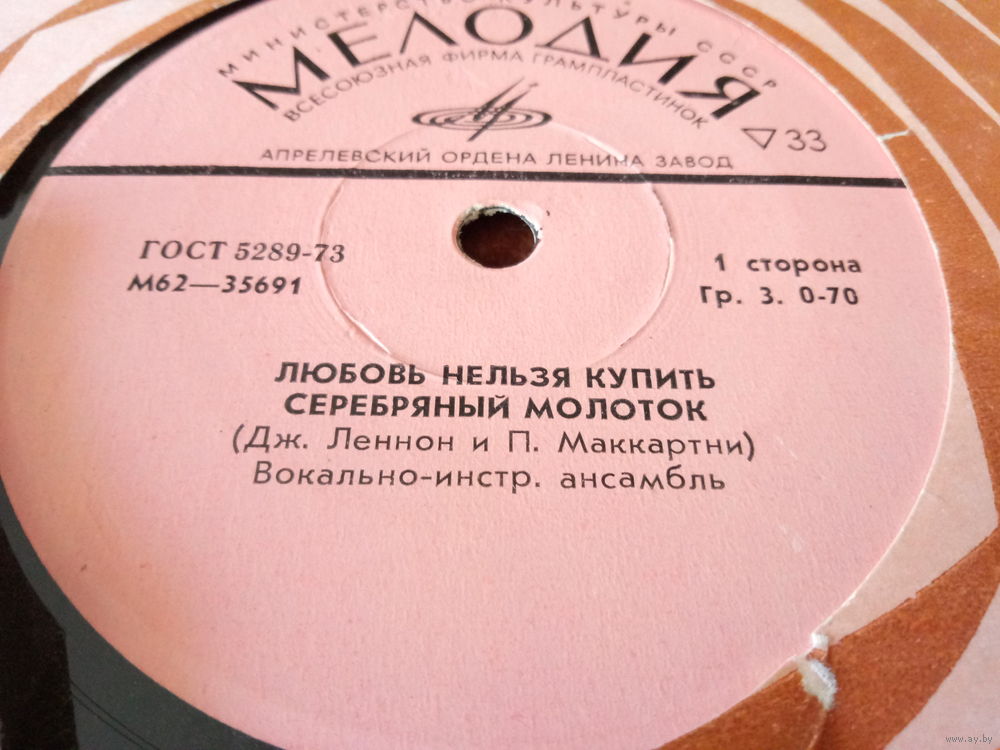 МИНИСТЕРСТВО КУЛЬТУРЫ СССР
МЕЛОДИЯ
ВСЕСОЮЗНАЯ ФИРМА ГРАМПЛАСТИНОК
33
АПРЕЛЕВСКИЙ ОРДЕНА ЛЕНИНА ЗАВОД
ГОСТ 5289-73
М62—35691
1 сторона
Гр. 3. 0-70
ЛЮБОВЬ НЕЛЬЗЯ КУПИТЬ
СЕРЕБРЯНЫЙ МОЛОТОК
(Дж. Леннон и П. Маккартни)
Вокально-инстр. ансамбль
www.ay.by